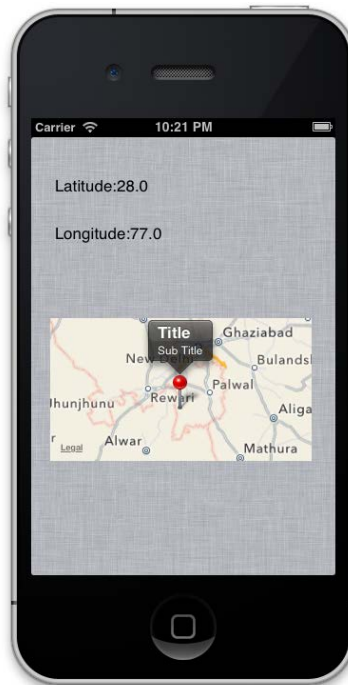 Carrier 10:21 PM
Latitude:28.0
Longitude:77.0
Title
Sub Title
Ghaziabad
New Delhi
Bulandsl
Jhunjhunu
Rewari
Palwal
Aliga
r
Alwar
Mathura
Legal